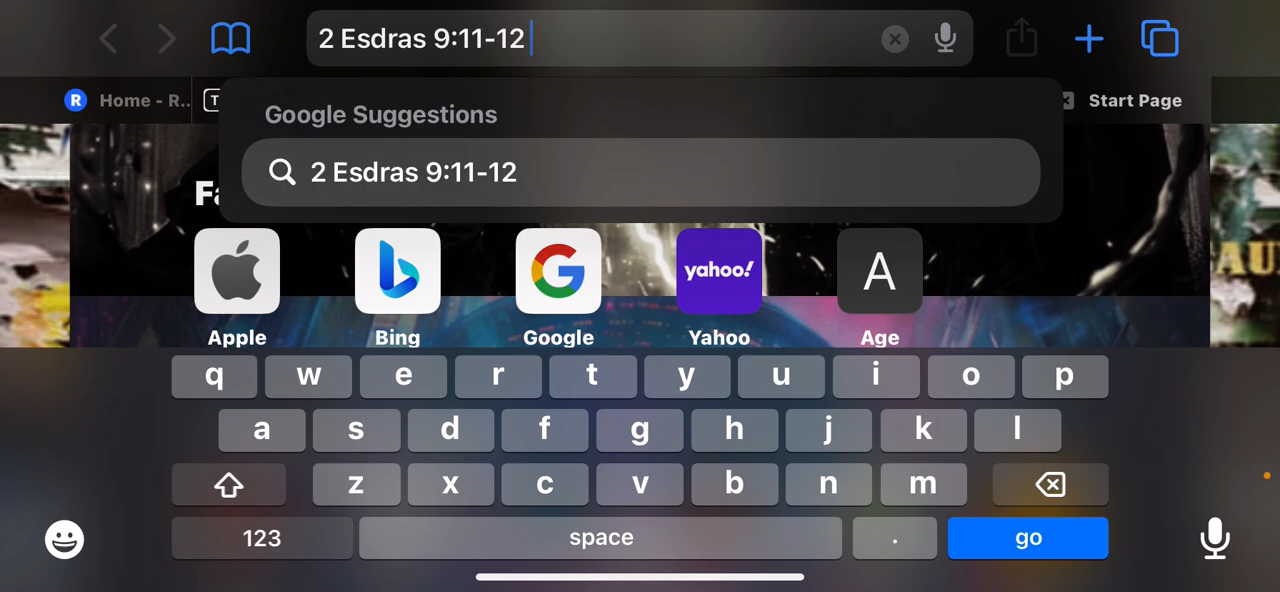 2 Esdras 9:11-12
R Home - R..
T
Start Page
Google Suggestions
2 Esdras 9:11-12
Fa
yahoo!
A
Apple Bing Google Yahoo Age
AU
q w e r t y u i o p
a s d f g h j k l
z x c v b n m
123 space . go